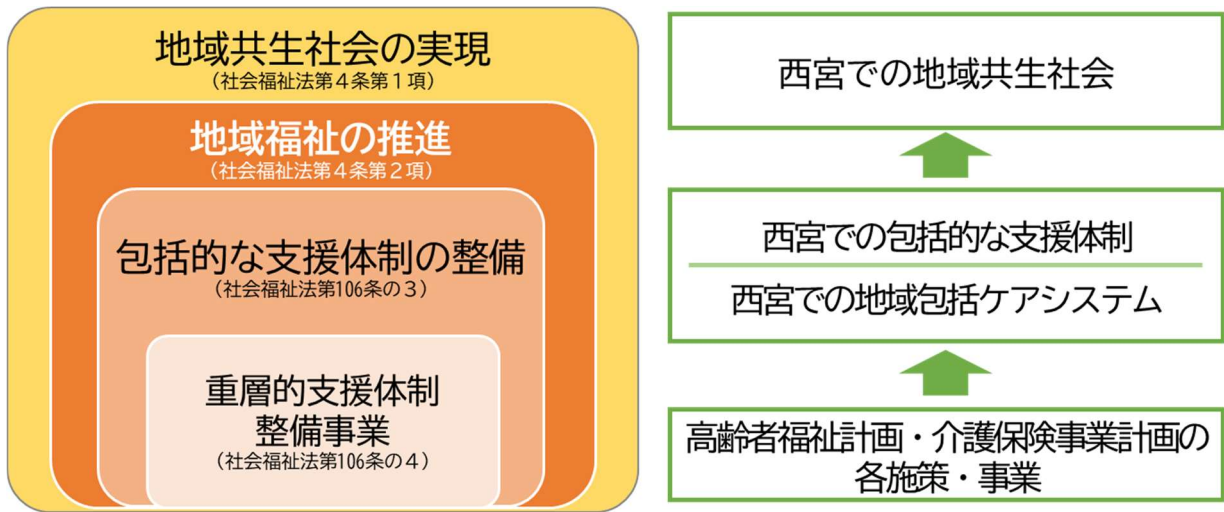 地域共生社会の実現
（社会福祉法第４条第１項）
地域福祉の推進
（社会福祉法第４条第２項）
包括的な支援体制の整備
（社会福祉法第106条の３）
重層的支援体制
整備事業
（社会福祉法第106条の４）
西宮での地域共生社会
西宮での包括的な支援体制
西宮での地域包括ケアシステム
高齢者福祉計画・介護保険事業計画の
各施策・事業